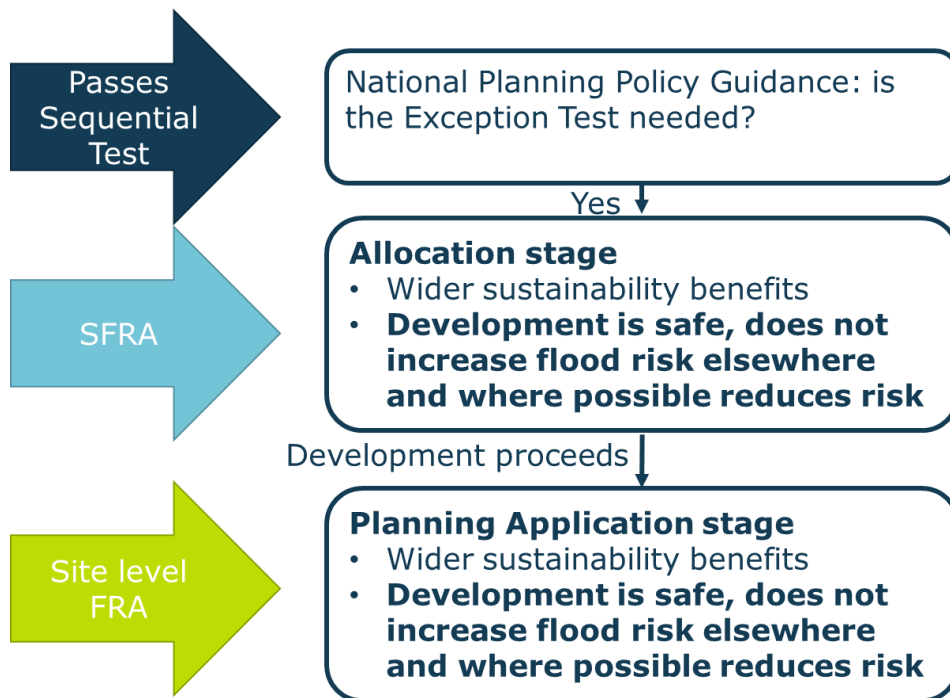 Passes
Sequential
Test
National Planning Policy Guidance: is
the Exception Test needed?
Yes
SFRA
Allocation stage
• Wider sustainability benefits
• Development is safe, does not
increase flood risk elsewhere
and where possible reduces risk
Development proceeds
Site level
FRA
Planning Application stage
• Wider sustainability benefits
• Development is safe, does not
increase flood risk elsewhere
and where possible reduces risk